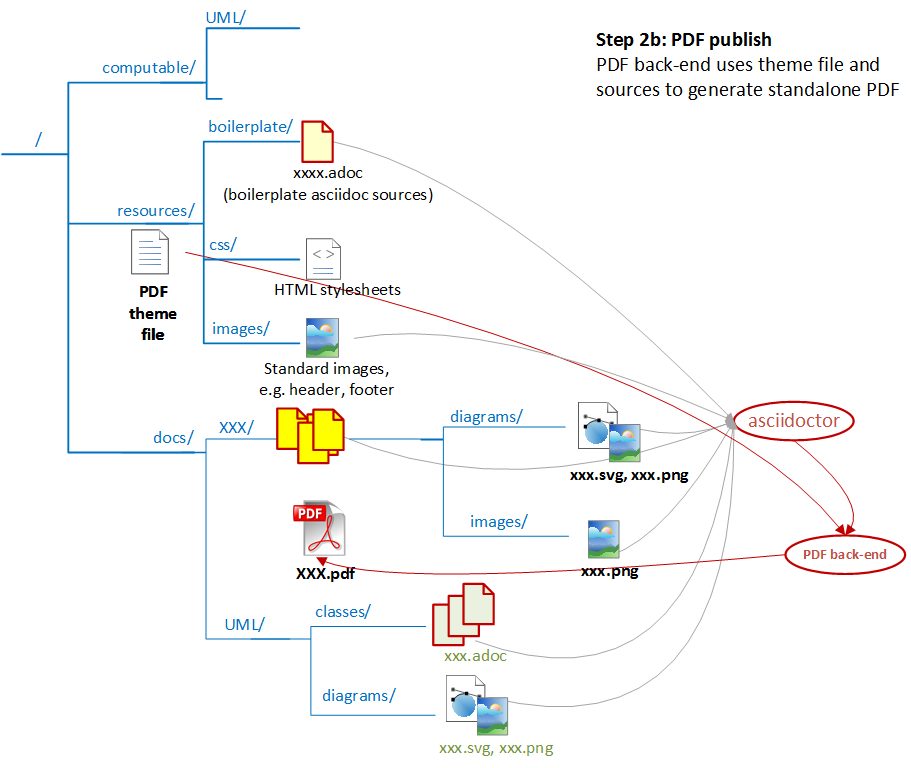 UML/
Step 2b: PDF publish
PDF back-end uses theme file and
sources to generate standalone PDF
computable/
/
boilerplate/
xxxx.adoc
(boilerplate asciidoc sources)
resources/
css/
< >
HTML stylesheets
PDF
theme
file
images/
Standard images,
e.g. header, footer
XXX/
diagrams/
asciidoctor
docs/
xxx.svg, xxx.png
images/
PDF
xxx.png
PDF back-end
XXX.pdf
classes/
UML/
xxx.adoc
diagrams/
xxx.svg, xxx.png